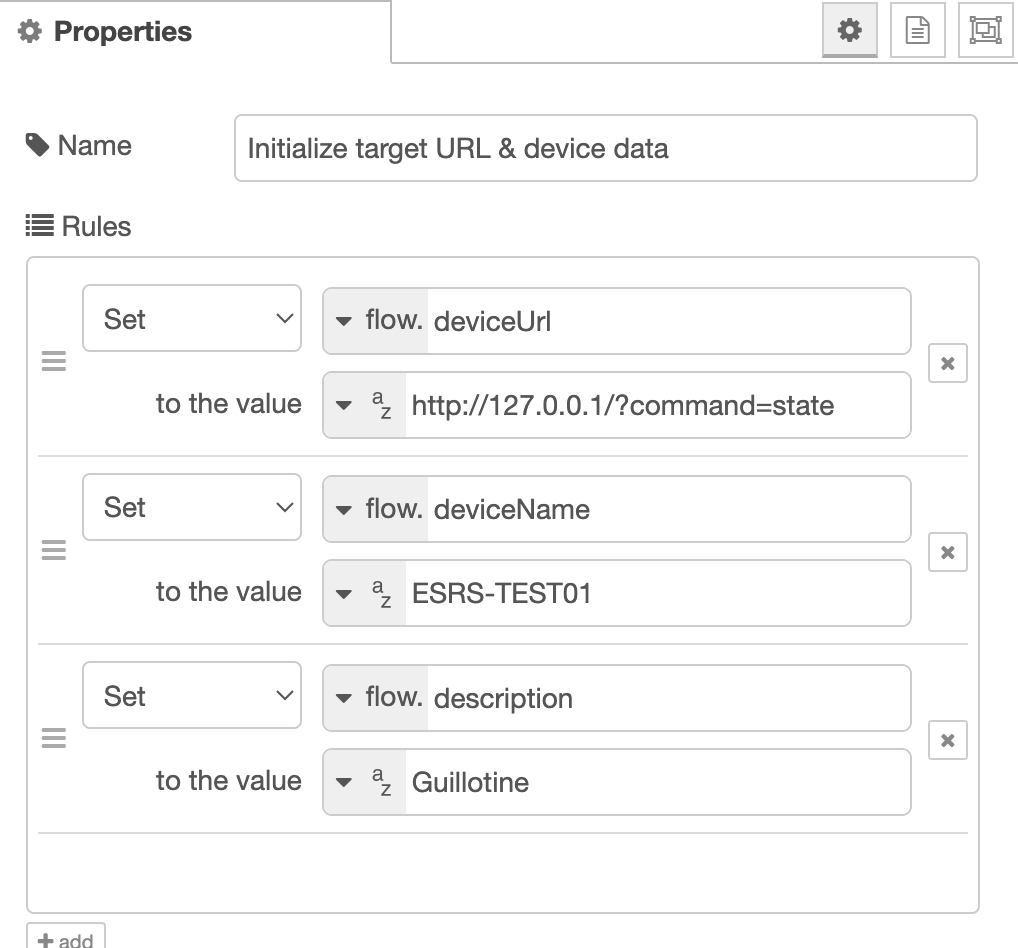 Properties
Name
Initialize target URL & device data
Rules
Set
flow. deviceUrl
to the value
az http://127.0.0.1/?command=state
Set
flow. deviceName
to the value
az ESRS-TEST01
Set
flow. description
to the value
az Guillotine
add